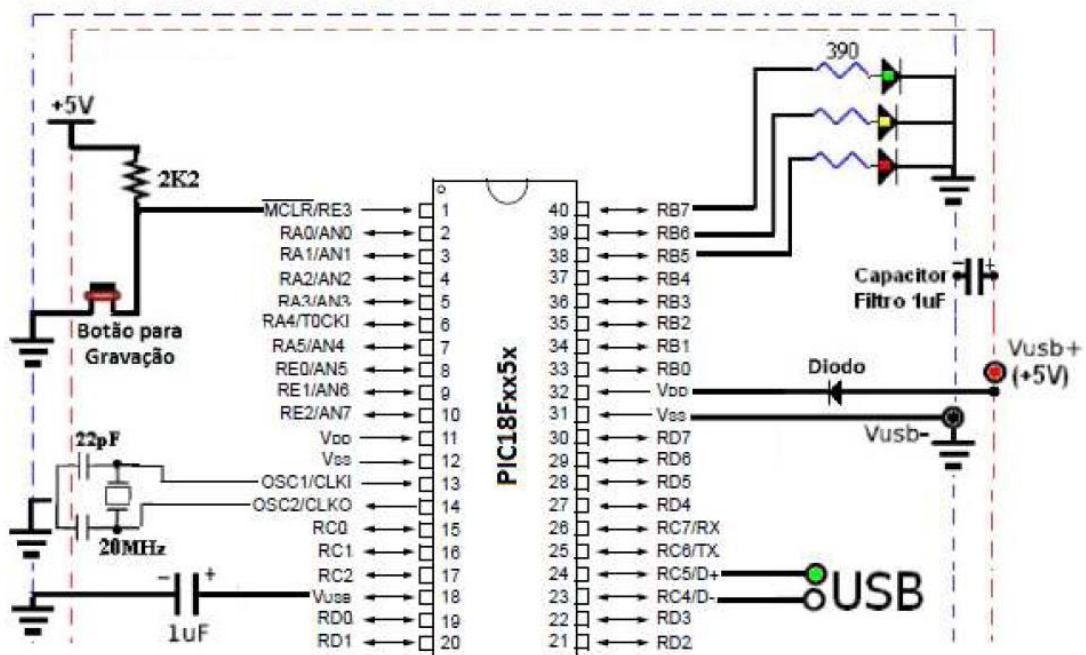 390
+5V
2K2
MCLR/RE3
RA0/AN0
RA1/AN1
RA2/AN2
RA3/AN3
RA4/T0CKI
RA5/AN4
RE0/AN5
RE1/AN6
RE2/AN7
VDD
VSS
OSC1/CLKI
OSC2/CLKO
RC0
RC1
RC2
VUSB
RD0
RD1
1
2
3
4
5
6
7
8
9
10
11
12
13
14
15
16
17
18
19
20
PIC18Fxx5x
40
39
38
37
36
35
34
33
32
31
30
29
28
27
26
25
24
23
22
21
RB7
RB6
RB5
RB4
RB3
RB2
RB1
RB0
VDD
VSS
RD7
RD6
RD5
RD4
RC7/RX
RC6/TX
RC5/D+
RC4/D-
RD3
RD2
Botão para
Gravação
22pF
20MHz
- +
1uF
- +
Capacitor
Filtro 1uF
Diodo
Vusb+
(+5V)
Vusb-
USB